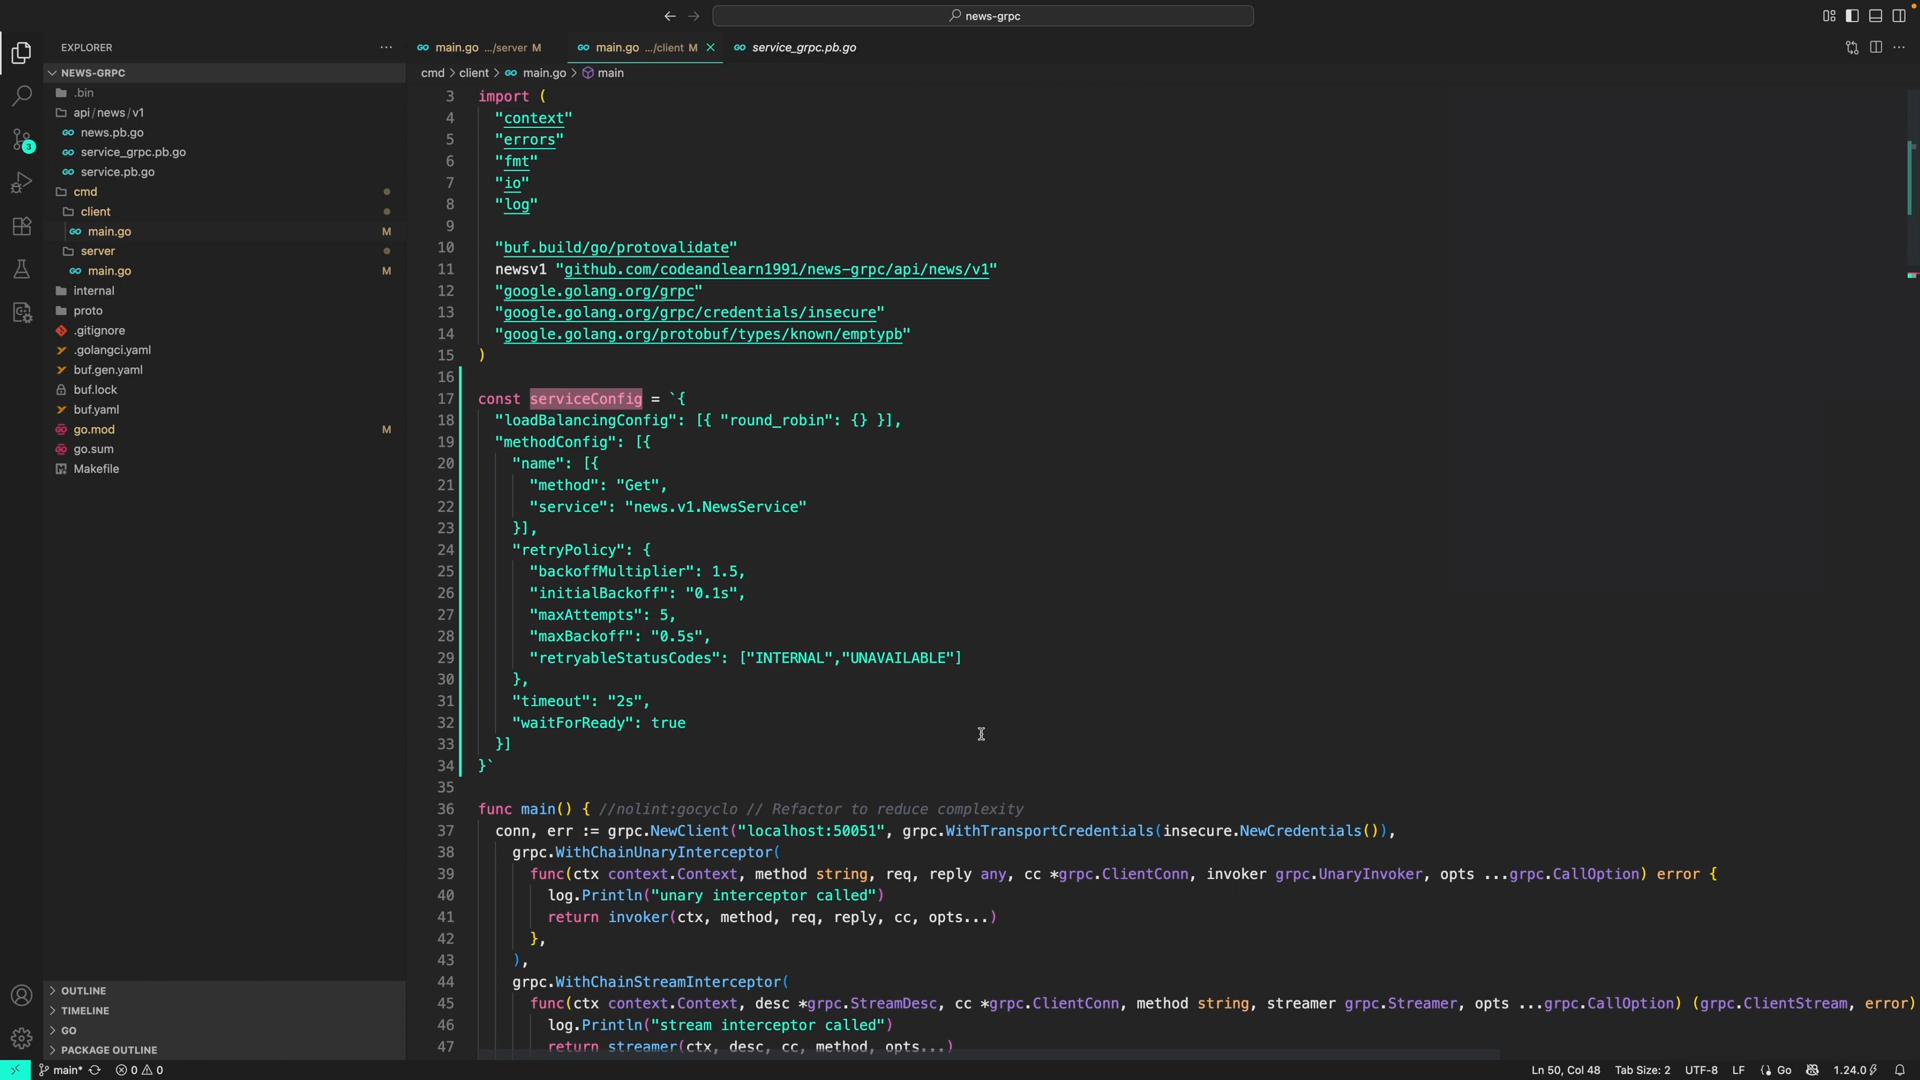 news-grpc
EXPLORER
main.go .../server M
main.go .../client M
service_grpc.pb.go
NEWS-GRPC
cmd > client > main.go > main
.bin
api/news/v1
news.pb.go
service_grpc.pb.go
service.pb.go
cmd
client
main.go M
server
main.go M
internal
proto
.gitignore
.golangci.yaml
buf.gen.yaml
buf.lock
buf.yaml
go.mod M
go.sum
Makefile
3
OUTLINE
TIMELINE
GO
PACKAGE OUTLINE
3 import (
4 "context"
5 "errors"
6 "fmt"
7 "io"
8 "log"
9
10 "buf.build/go/protovalidate"
11 newsv1 "github.com/codeandlearn1991/news-grpc/api/news/v1"
12 "google.golang.org/grpc"
13 "google.golang.org/grpc/credentials/insecure"
14 "google.golang.org/protobuf/types/known/emptypb"
15 )
16
17 const serviceConfig = `{
18 "loadBalancingConfig": [{ "round_robin": {} }],
19 "methodConfig": [{
20 "name": [{
21 "method": "Get",
22 "service": "news.v1.NewsService"
23 }],
24 "retryPolicy": {
25 "backoffMultiplier": 1.5,
26 "initialBackoff": "0.1s",
27 "maxAttempts": 5,
28 "maxBackoff": "0.5s",
29 "retryableStatusCodes": ["INTERNAL","UNAVAILABLE"]
30 },
31 "timeout": "2s",
32 "waitForReady": true
33 }]
34 }`
35
36 func main() { //nolint:gocyclo // Refactor to reduce complexity
37 conn, err := grpc.NewClient("localhost:50051", grpc.WithTransportCredentials(insecure.NewCredentials()),
38 grpc.WithChainUnaryInterceptor(
39 func(ctx context.Context, method string, req, reply any, cc *grpc.ClientConn, invoker grpc.UnaryInvoker, opts ...grpc.CallOption) error {
40 log.Println("unary interceptor called")
41 return invoker(ctx, method, req, reply, cc, opts...)
42 },
43 ),
44 grpc.WithChainStreamInterceptor(
45 func(ctx context.Context, desc *grpc.StreamDesc, cc *grpc.ClientConn, method string, streamer grpc.Streamer, opts ...grpc.CallOption) (grpc.ClientStream, error)
46 log.Println("stream interceptor called")
47 return streamer(ctx, desc, cc, method, opts...)
main* 0 0
Ln 50, Col 48 Tab Size: 2 UTF-8 LF Go 1.24.0